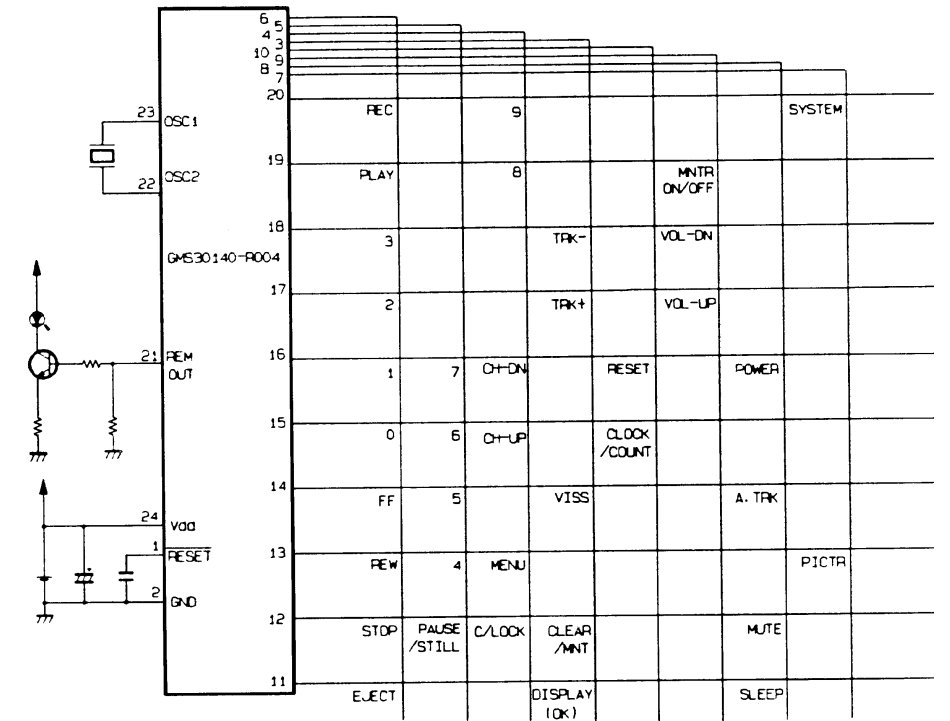 6
5
4
3
10
9
8
7
20
REC 9 SYSTEM
23 OSC1
19
PLAY 8 MNTR
ON/OFF
22 OSC2
18
3 TRK- VOL-DN
GMS30140-R004
17
2 TRK+ VOL-UP
16
21 REM
OUT
1 7 CH-DN RESET POWER
15
0 6 CH-UP CLOCK
/COUNT
14
FF 5 VISS A.TRK
24 Vdd
13
1 RESET
REW 4 MENU PICTR
2 GND
12
STOP PAUSE
/STILL C/LOCK CLEAR
/MNT MUTE
11
EJECT DISPLAY
(OK) SLEEP